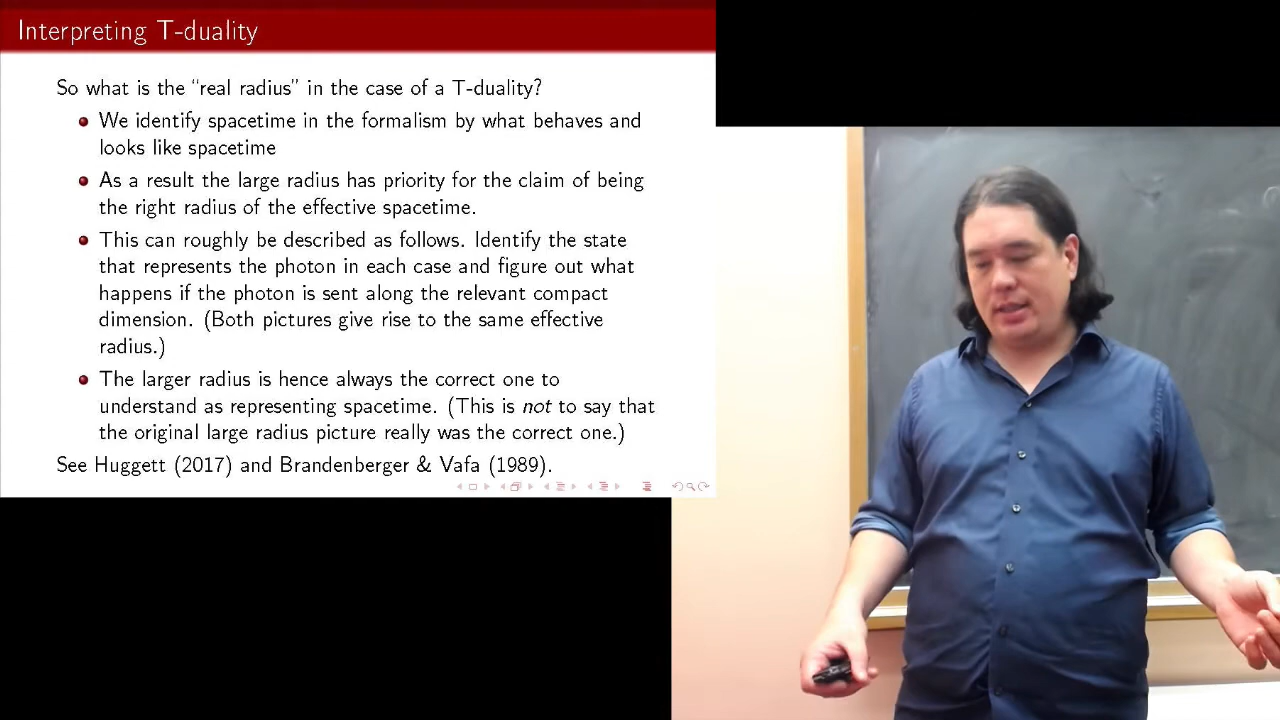 Interpreting T-duality
So what is the “real radius” in the case of a T-duality?
We identify spacetime in the formalism by what behaves and
looks like spacetime
As a result the large radius has priority for the claim of being
the right radius of the effective spacetime.
This can roughly be described as follows. Identify the state
that represents the photon in each case and figure out what
happens if the photon is sent along the relevant compact
dimension. (Both pictures give rise to the same effective
radius.)
The larger radius is hence always the correct one to
understand as representing spacetime. (This is not to say that
the original large radius picture really was the correct one.)
See Huggett (2017) and Brandenberger & Vafa (1989).